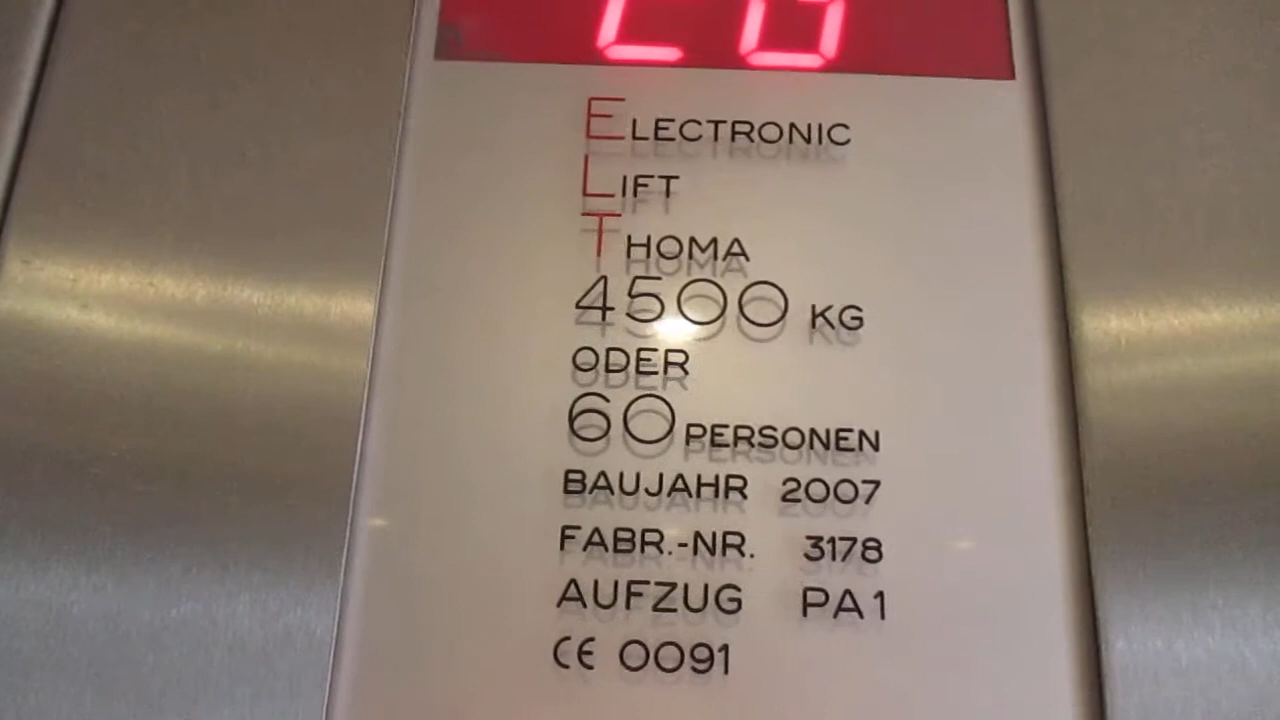 ELECTRONIC
LIFT
THOMA
4500 KG
ODER
60 PERSONEN
BAUJAHR 2007
FABR.-NR. 3178
AUFZUG PA1
CE 0091